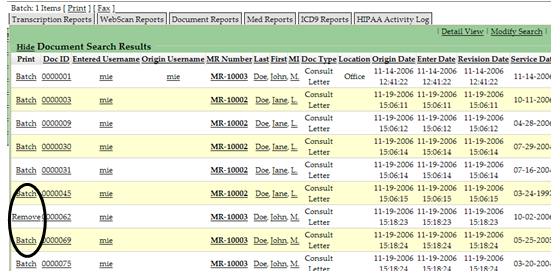 Batch: 1 Items [ Print ] [ Fax ]
Transcription Reports WebScan Reports Document Reports Med Reports ICD9 Reports HIPAA Activity Log
| Detail View | Modify Search |
Hide Document Search Results
Print Doc ID Entered Username Origin Username MR Number Last First MI Doc Type Location Origin Date Enter Date Revision Date Service Dat
Batch 0000001 mie mie MR-10003 Doe, John, M. Consult Letter Office 11-14-2006 12:41:22 11-14-2006 12:41:22 11-14-2006 12:41:22 11-14-2006
Batch 0000003 mie MR-10002 Doe, Jane, L. Consult Letter 11-19-2006 15:06:11 11-19-2006 15:06:11 11-19-2006 15:06:11 10-11-2006
Batch 0000009 mie MR-10002 Doe, Jane, L. Consult Letter 11-19-2006 15:06:12 11-19-2006 15:06:12 11-19-2006 15:06:12 04-28-2006
Batch 0000030 mie MR-10002 Doe, Jane, L. Consult Letter 11-19-2006 15:06:14 11-19-2006 15:06:14 11-19-2006 15:06:14 07-29-2004
Batch 0000031 mie MR-10002 Doe, Jane, L. Consult Letter 11-19-2006 15:06:14 11-19-2006 15:06:14 11-19-2006 15:06:14 07-16-2004
Batch 0000045 mie MR-10002 Doe, Jane, L. Consult Letter 11-19-2006 15:06:15 11-19-2006 15:06:15 11-19-2006 15:06:15
Remove 0000062 mie MR-10003 Doe, John, M. Consult Letter 11-19-2006 15:18:23 11-19-2006 15:18:23 11-19-2006 15:18:23
Batch 0000069 mie MR-10003 Doe, John, M. Consult Letter 11-19-2006 15:18:24 11-19-2006 15:18:24 11-19-2006 15:18:24
Batch 0000075 mie MR-10003 Doe, John, M. Consult Letter 11-19-2006 15:18:24 11-19-2006 15:18:24 11-19-2006 15:18:24